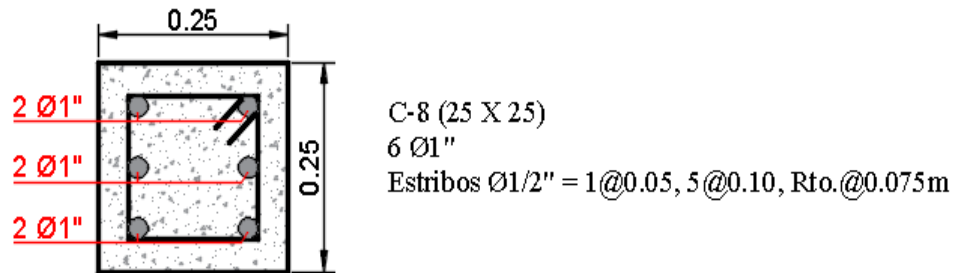 0.25
2 Ø1"
2 Ø1"
2 Ø1"
0.25
C-8 (25 X 25)
6 Ø1"
Estribos Ø1/2" = 1@0.05, 5@0.10, Rto.@0.075m